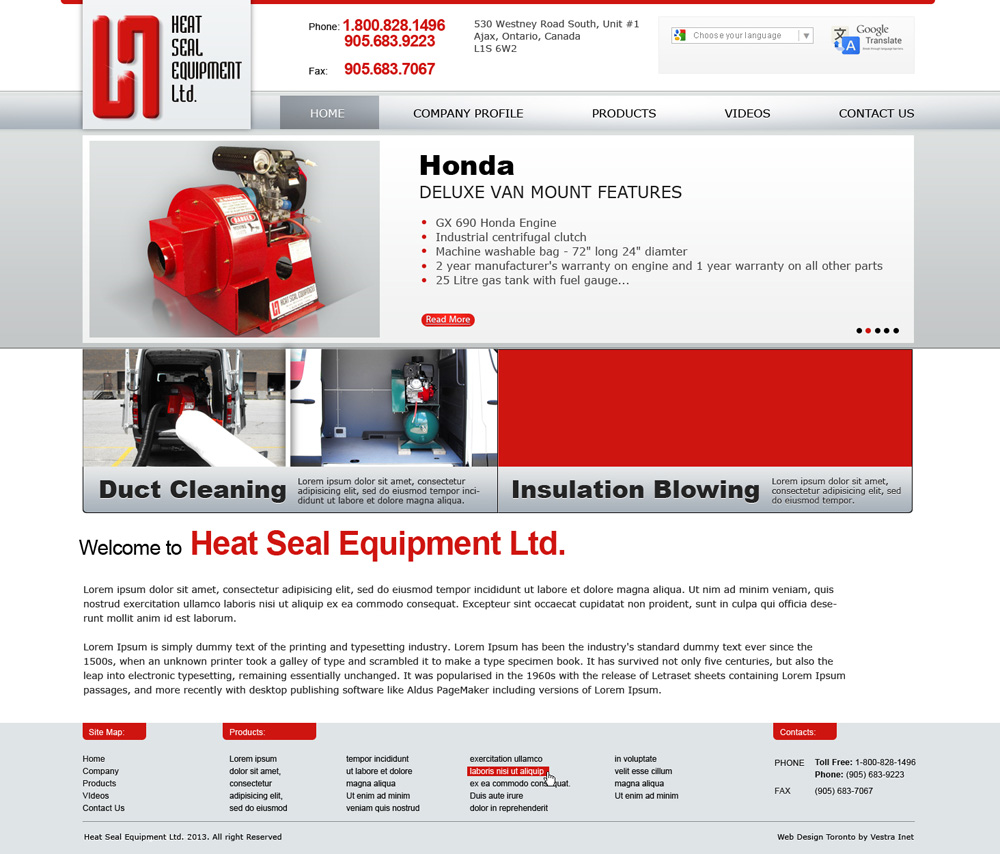 HEAT
SEAL
EQUIPMENT
Ltd.
Phone: 1.800.828.1496
905.683.9223
Fax: 905.683.7067
530 Westney Road South, Unit #1
Ajax, Ontario, Canada
L1S 6W2
Choose your language
Google
Translate
HOME
COMPANY PROFILE
PRODUCTS
VIDEOS
CONTACT US
DANGER
HEAT SEAL EQUIPMENT
Honda
DELUXE VAN MOUNT FEATURES
GX 690 Honda Engine
Industrial centrifugal clutch
Machine washable bag - 72" long 24" diamter
2 year manufacturer's warranty on engine and 1 year warranty on all other parts
25 Litre gas tank with fuel gauge...
Read More
Duct Cleaning
Lorem ipsum dolor sit amet, consectetur
adipisicing elit, sed do eiusmod tempor inci-
didunt ut labore et dolore magna aliqua.
Insulation Blowing
Lorem ipsum dolor sit amet,
consectetur adipisicing elit, sed
do eiusmod tempor.
Welcome to Heat Seal Equipment Ltd.
Lorem ipsum dolor sit amet, consectetur adipisicing elit, sed do eiusmod tempor incididunt ut labore et dolore magna aliqua. Ut nim ad minim veniam, quis
nostrud exercitation ullamco laboris nisi ut aliquip ex ea commodo consequat. Excepteur sint occaecat cupidatat non proident, sunt in culpa qui officia dese-
runt mollit anim id est laborum.
Lorem Ipsum is simply dummy text of the printing and typesetting industry. Lorem Ipsum has been the industry's standard dummy text ever since the
1500s, when an unknown printer took a galley of type and scrambled it to make a type specimen book. It has survived not only five centuries, but also the
leap into electronic typesetting, remaining essentially unchanged. It was popularised in the 1960s with the release of Letraset sheets containing Lorem Ipsum
passages, and more recently with desktop publishing software like Aldus PageMaker including versions of Lorem Ipsum.
Site Map:
Home
Company
Products
VIdeos
Contact Us
Products:
Lorem ipsum
dolor sit amet,
consectetur
adipisicing elit,
sed do eiusmod
tempor incididunt
ut labore et dolore
magna aliqua
Ut enim ad minim
veniam quis nostrud
exercitation ullamco
laboris nisi ut aliquip
ex ea commodo consequat.
Duis aute irure
dolor in reprehenderit
in voluptate
velit esse cillum
magna aliqua
Ut enim ad minim
Contacts:
PHONE Toll Free: 1-800-828-1496
Phone: (905) 683-9223
FAX (905) 683-7067
Heat Seal Equipment Ltd. 2013. All right Reserved
Web Design Toronto by Vestra Inet